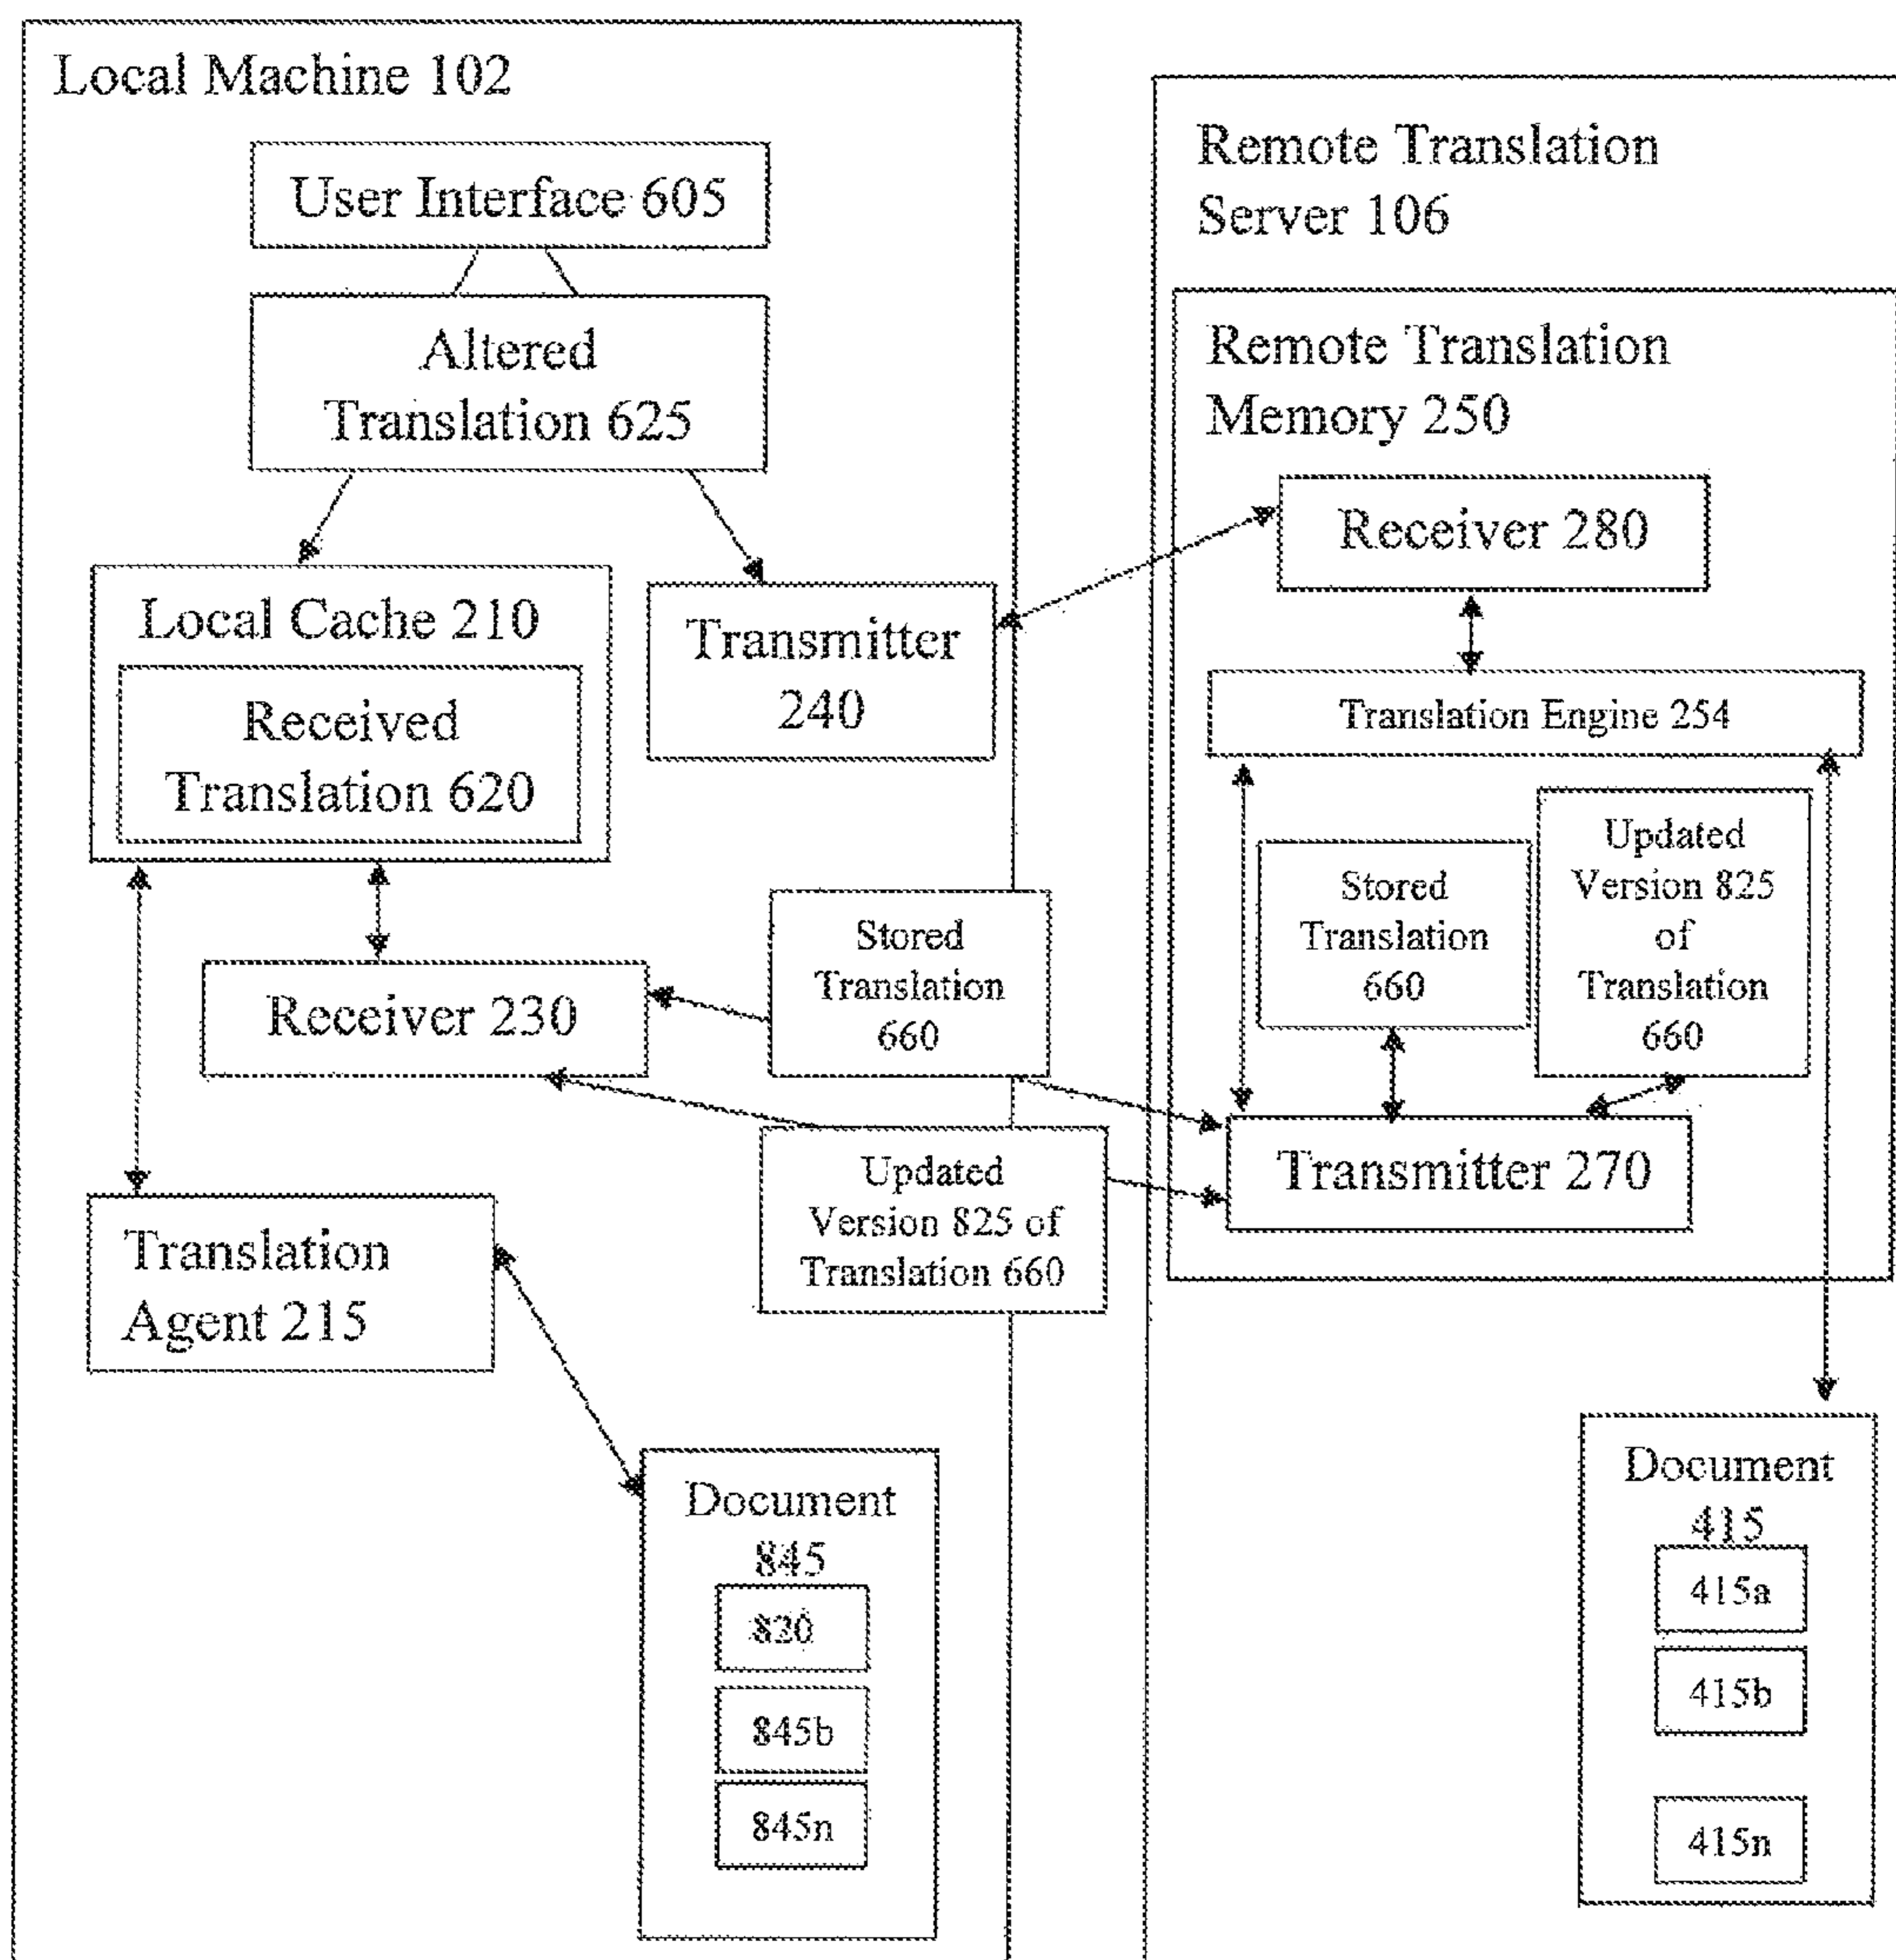 Local Machine 102
User Interface 605
Altered
Translation 625
Local Cache 210
Received
Translation 620
Transmitter
240
Receiver 230
Stored
Translation
660
Updated
Version 825 of
Translation 660
Translation
Agent 215
Document
845
820
845b
845n
Remote Translation
Server 106
Remote Translation
Memory 250
Receiver 280
Translation Engine 254
Stored
Translation
660
Updated
Version 825
of
Translation
660
Transmitter 270
Document
415
415a
415b
415n